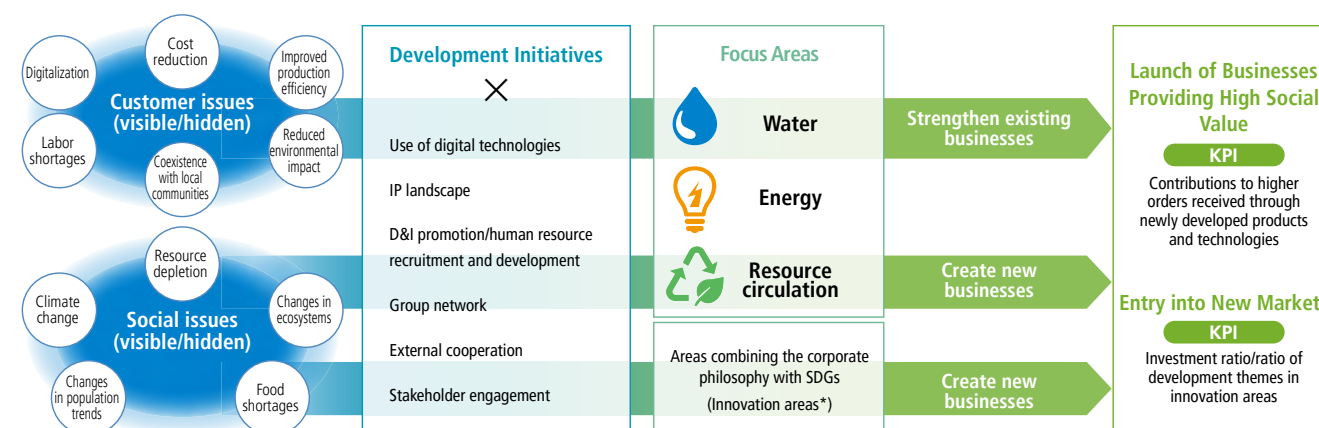 Cost
reduction
Digitalization
Improved
production
efficiency
Customer issues
(visible/hidden)
Labor
shortages
Coexistence
with local
communities
Reduced
environmental
impact
Resource
depletion
Climate
change
Changes in
ecosystems
Social issues
(visible/hidden)
Changes
in population
trends
Food
shortages
Development Initiatives
×
Use of digital technologies
IP landscape
D&I promotion/human resource
recruitment and development
Group network
External cooperation
Stakeholder engagement
Focus Areas
Water
Energy
Resource
circulation
Areas combining the corporate
philosophy with SDGs
(Innovation areas*)
Strengthen existing
businesses
Create new
businesses
Create new
businesses
Launch of Businesses
Providing High Social
Value
KPI
Contributions to higher
orders received through
newly developed products
and technologies
Entry into New Market
KPI
Investment ratio/ratio of
development themes in
innovation areas